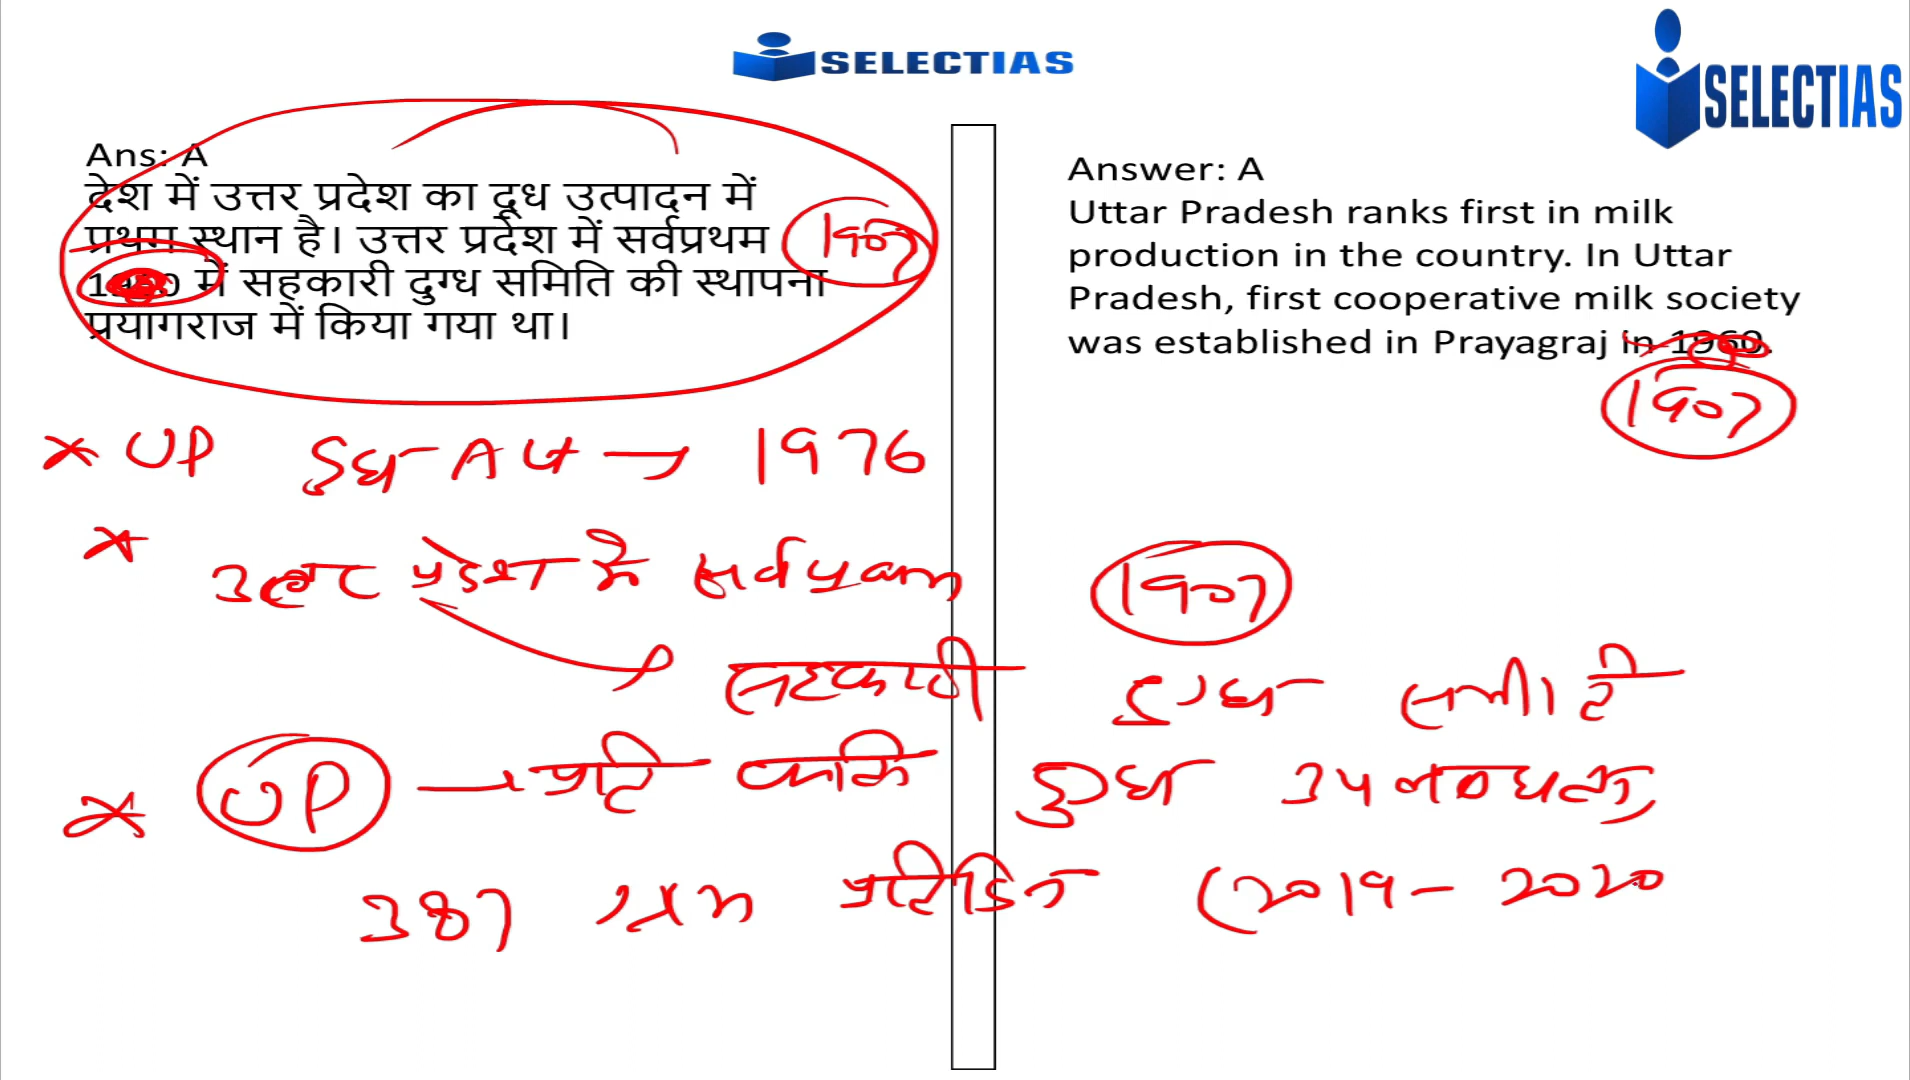 SELECTIAS
SELECTIAS
Ans: A
देश में उत्तर प्रदेश का दूध उत्पादन में
प्रथम स्थान है। उत्तर प्रदेश में सर्वप्रथम
1907
में सहकारी दुग्ध समिति की स्थापना
प्रयागराज में किया गया था।
Answer: A
Uttar Pradesh ranks first in milk
production in the country. In Uttar
Pradesh, first cooperative milk society
was established in Prayagraj in 1960.
1907
* UP दुग्ध Act → 1976
* उत्तर प्रदेश में सर्वप्रथम 1907
सहकारी दुग्ध समिति
* UP → प्रति व्यक्ति दुग्ध उपलब्धता
387 ग्राम प्रतिदिन (2019-2020